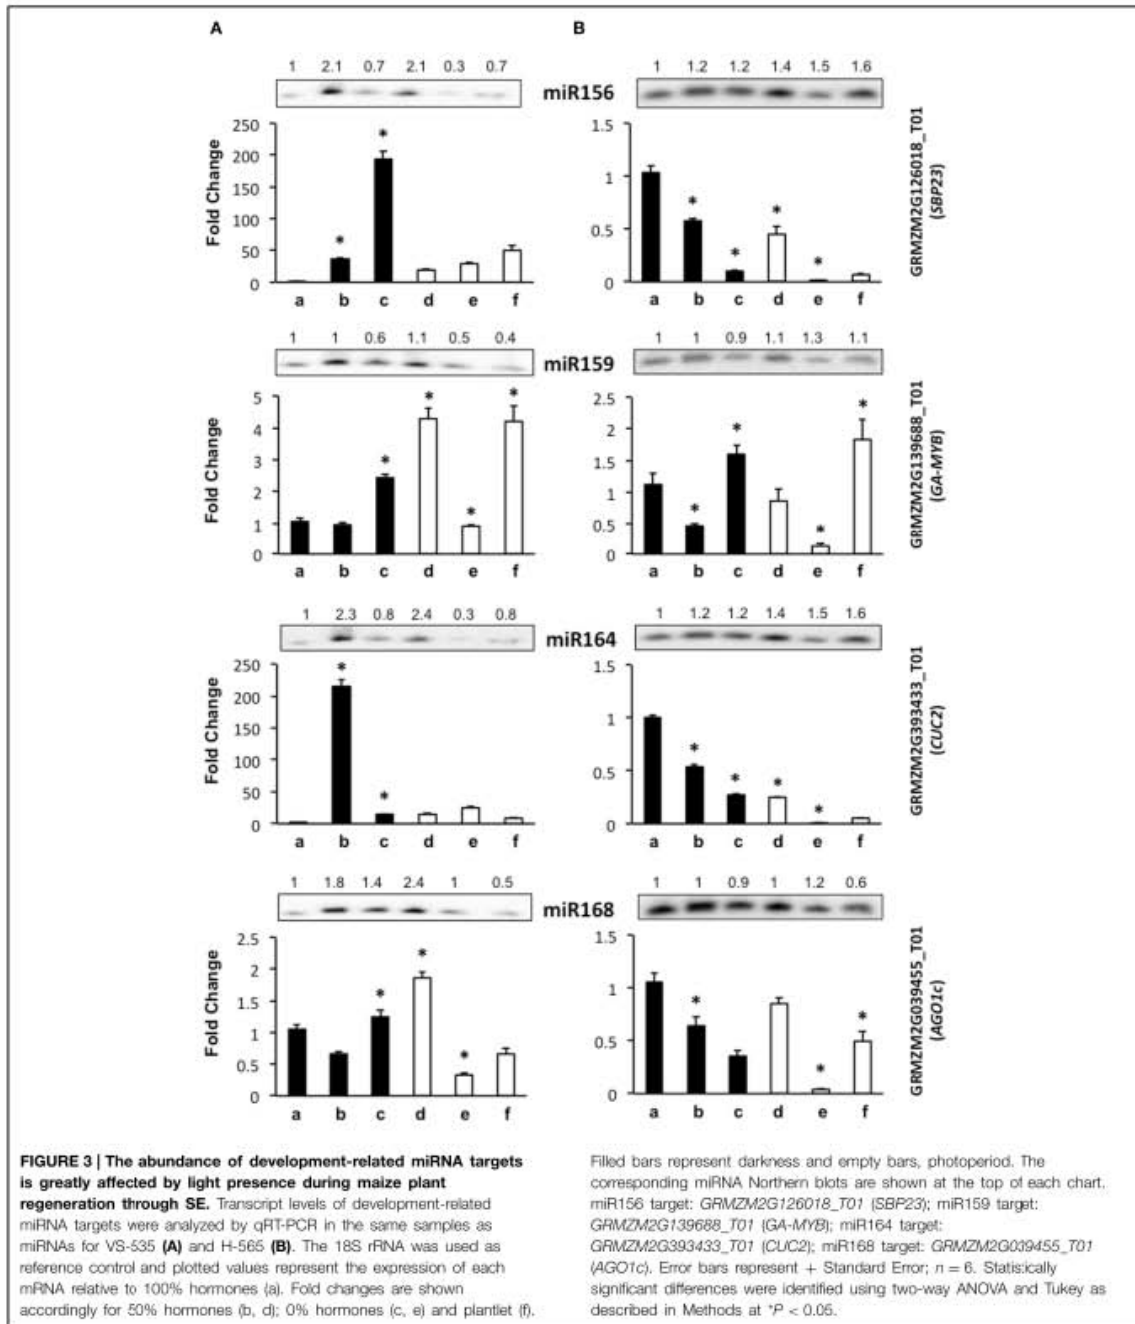 A
B
1 2.1 0.7 2.1 0.3 0.7
miR156
1 1.2 1.2 1.4 1.5 1.6
Fold Change
250
200
150
100
50
0
* *
a b c d e f
1.5
1
0.5
0
* * * *
a b c d e f
GRMZM2G126018_T01
(SBP23)
1 1 0.6 1.1 0.5 0.4
miR159
1 1 0.9 1.1 1.3 1.1
Fold Change
5
4
3
2
1
0
* * * *
a b c d e f
2.5
2
1.5
1
0.5
0
* * * *
a b c d e f
GRMZM2G139688_T01
(GA-MYB)
1 2.3 0.8 2.4 0.3 0.8
miR164
1 1.2 1.2 1.4 1.5 1.6
Fold Change
250
200
150
100
50
0
* *
a b c d e f
1.5
1
0.5
0
* * * *
a b c d e f
GRMZM2G393433_T01
(CUC2)
1 1.8 1.4 2.4 1 0.5
miR168
1 1 0.9 1 1.2 0.6
Fold Change
2.5
2
1.5
1
0.5
0
* * *
a b c d e f
1.5
1
0.5
0
* * *
a b c d e f
GRMZM2G039455_T01
(AGO1c)
FIGURE 3 | The abundance of development-related miRNA targets
is greatly affected by light presence during maize plant
regeneration through SE. Transcript levels of development-related
miRNA targets were analyzed by qRT-PCR in the same samples as
miRNAs for VS-535 (A) and H-565 (B). The 18S rRNA was used as
reference control and plotted values represent the expression of each
mRNA relative to 100% hormones (a). Fold changes are shown
accordingly for 50% hormones (b, d); 0% hormones (c, e) and plantlet (f).
Filled bars represent darkness and empty bars, photoperiod. The
corresponding miRNA Northern blots are shown at the top of each chart.
miR156 target: GRMZM2G126018_T01 (SBP23); miR159 target:
GRMZM2G139688_T01 (GA-MYB); miR164 target:
GRMZM2G393433_T01 (CUC2); miR168 target: GRMZM2G039455_T01
(AGO1c). Error bars represent + Standard Error; n = 6. Statistically
significant differences were identified using two-way ANOVA and Tukey as
described in Methods at *P < 0.05.